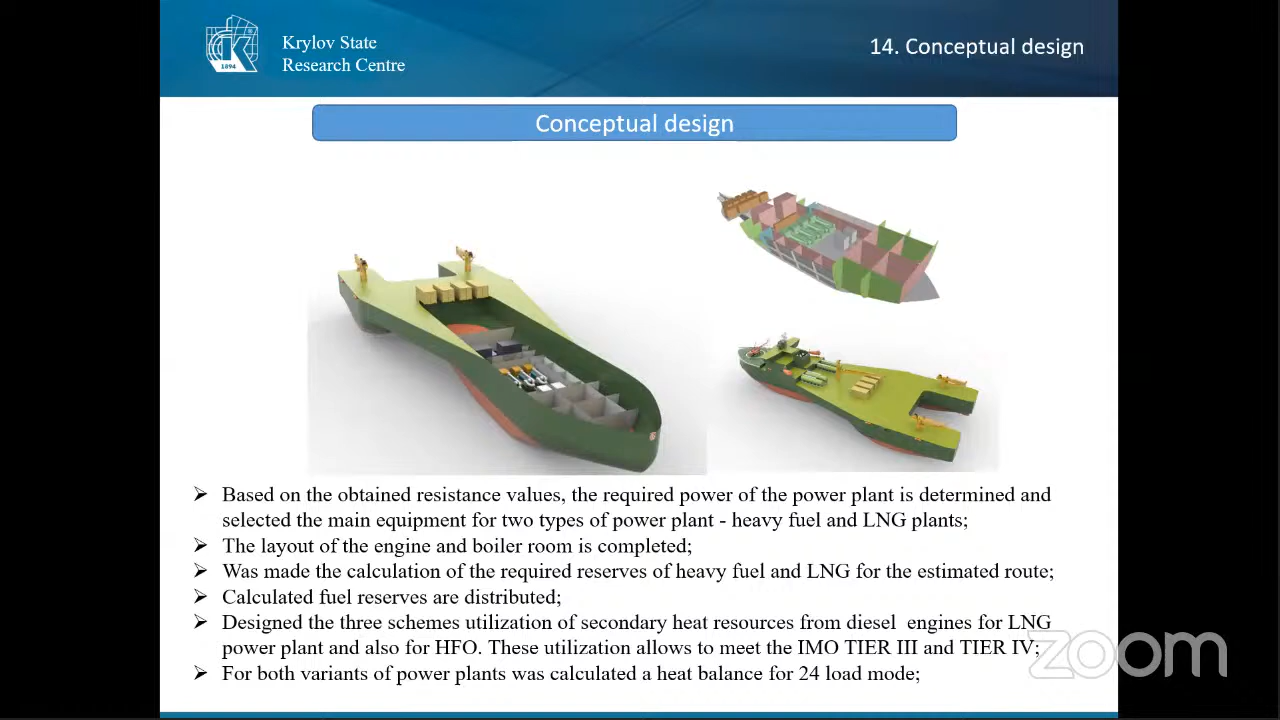 Krylov State
Research Centre
1894
14. Conceptual design
Conceptual design
Based on the obtained resistance values, the required power of the power plant is determined and
selected the main equipment for two types of power plant - heavy fuel and LNG plants;
The layout of the engine and boiler room is completed;
Was made the calculation of the required reserves of heavy fuel and LNG for the estimated route;
Calculated fuel reserves are distributed;
Designed the three schemes utilization of secondary heat resources from diesel engines for LNG
power plant and also for HFO. These utilization allows to meet the IMO TIER III and TIER IV;
For both variants of power plants was calculated a heat balance for 24 load mode;
zoom